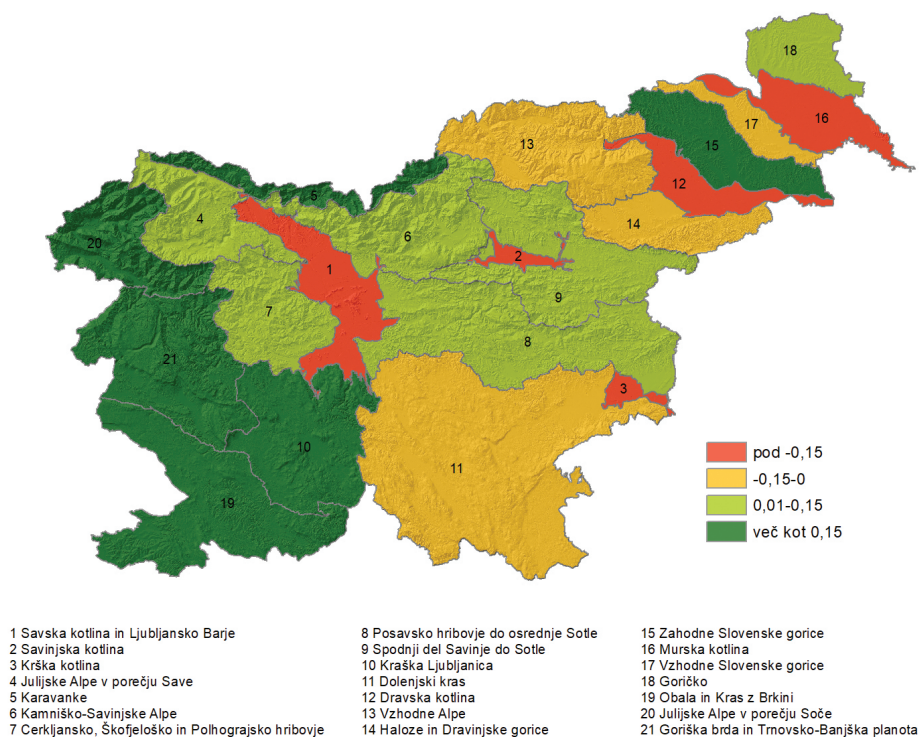 18
16
17
13
15
12
5
4
14
6
20
2
1
9
7
8
21
3
10
11
19
pod -0,15
-0,15-0
0,01-0,15
več kot 0,15
1 Savska kotlina in Ljubljansko Barje
2 Savinjska kotlina
3 Krška kotlina
4 Julijske Alpe v porečju Save
5 Karavanke
6 Kamniško-Savinjske Alpe
7 Cerkljansko, Škofjeloško in Polhograjsko hribovje
8 Posavsko hribovje do osrednje Sotle
9 Spodnji del Savinje do Sotle
10 Kraška Ljubljanica
11 Dolenjski kras
12 Dravska kotlina
13 Vzhodne Alpe
14 Haloze in Dravinjske gorice
15 Zahodne Slovenske gorice
16 Murska kotlina
17 Vzhodne Slovenske gorice
18 Goričko
19 Obala in Kras z Brkini
20 Julijske Alpe v porečju Soče
21 Goriška brda in Trnovsko-Banjška planota